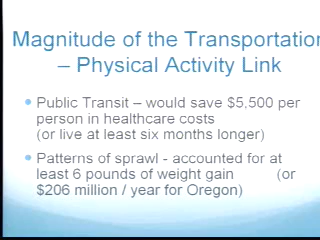 Magnitude of the Transportation
– Physical Activity Link
• Public Transit – would save $5,500 per
person in healthcare costs
(or live at least six months longer)
• Patterns of sprawl - accounted for at
least 6 pounds of weight gain (or
$206 million / year for Oregon)